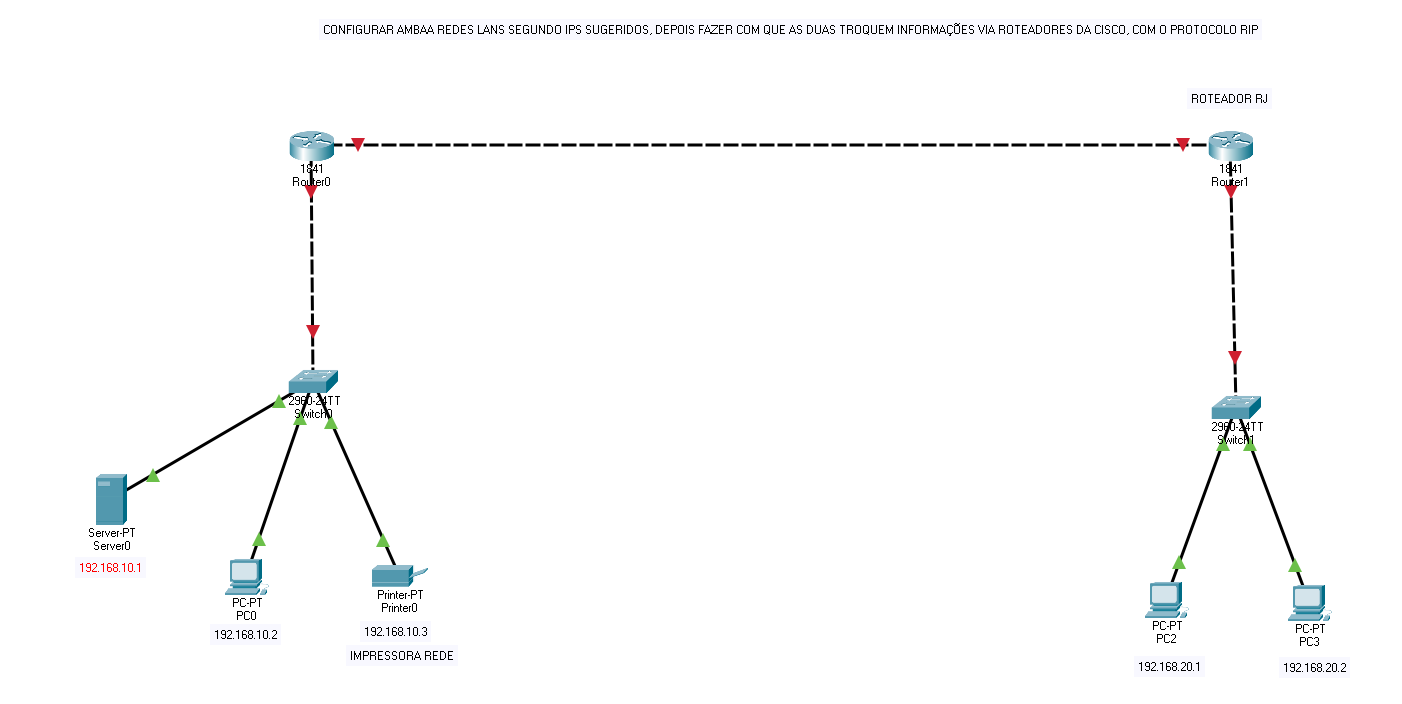 CONFIGURAR AMBAA REDES LANS SEGUNDO IPS SUGERIDOS, DEPOIS FAZER COM QUE AS DUAS TROQUEM INFORMAÇÕES VIA ROTEADORES DA CISCO, COM O PROTOCOLO RIP
ROTEADOR RJ
1841
Router0
1841
Router1
2960-24TT
Switch0
2960-24TT
Switch1
Server-PT
Server0
192.168.10.1
PC-PT
PC0
192.168.10.2
Printer-PT
Printer0
192.168.10.3
IMPRESSORA REDE
PC-PT
PC2
192.168.20.1
PC-PT
PC3
192.168.20.2